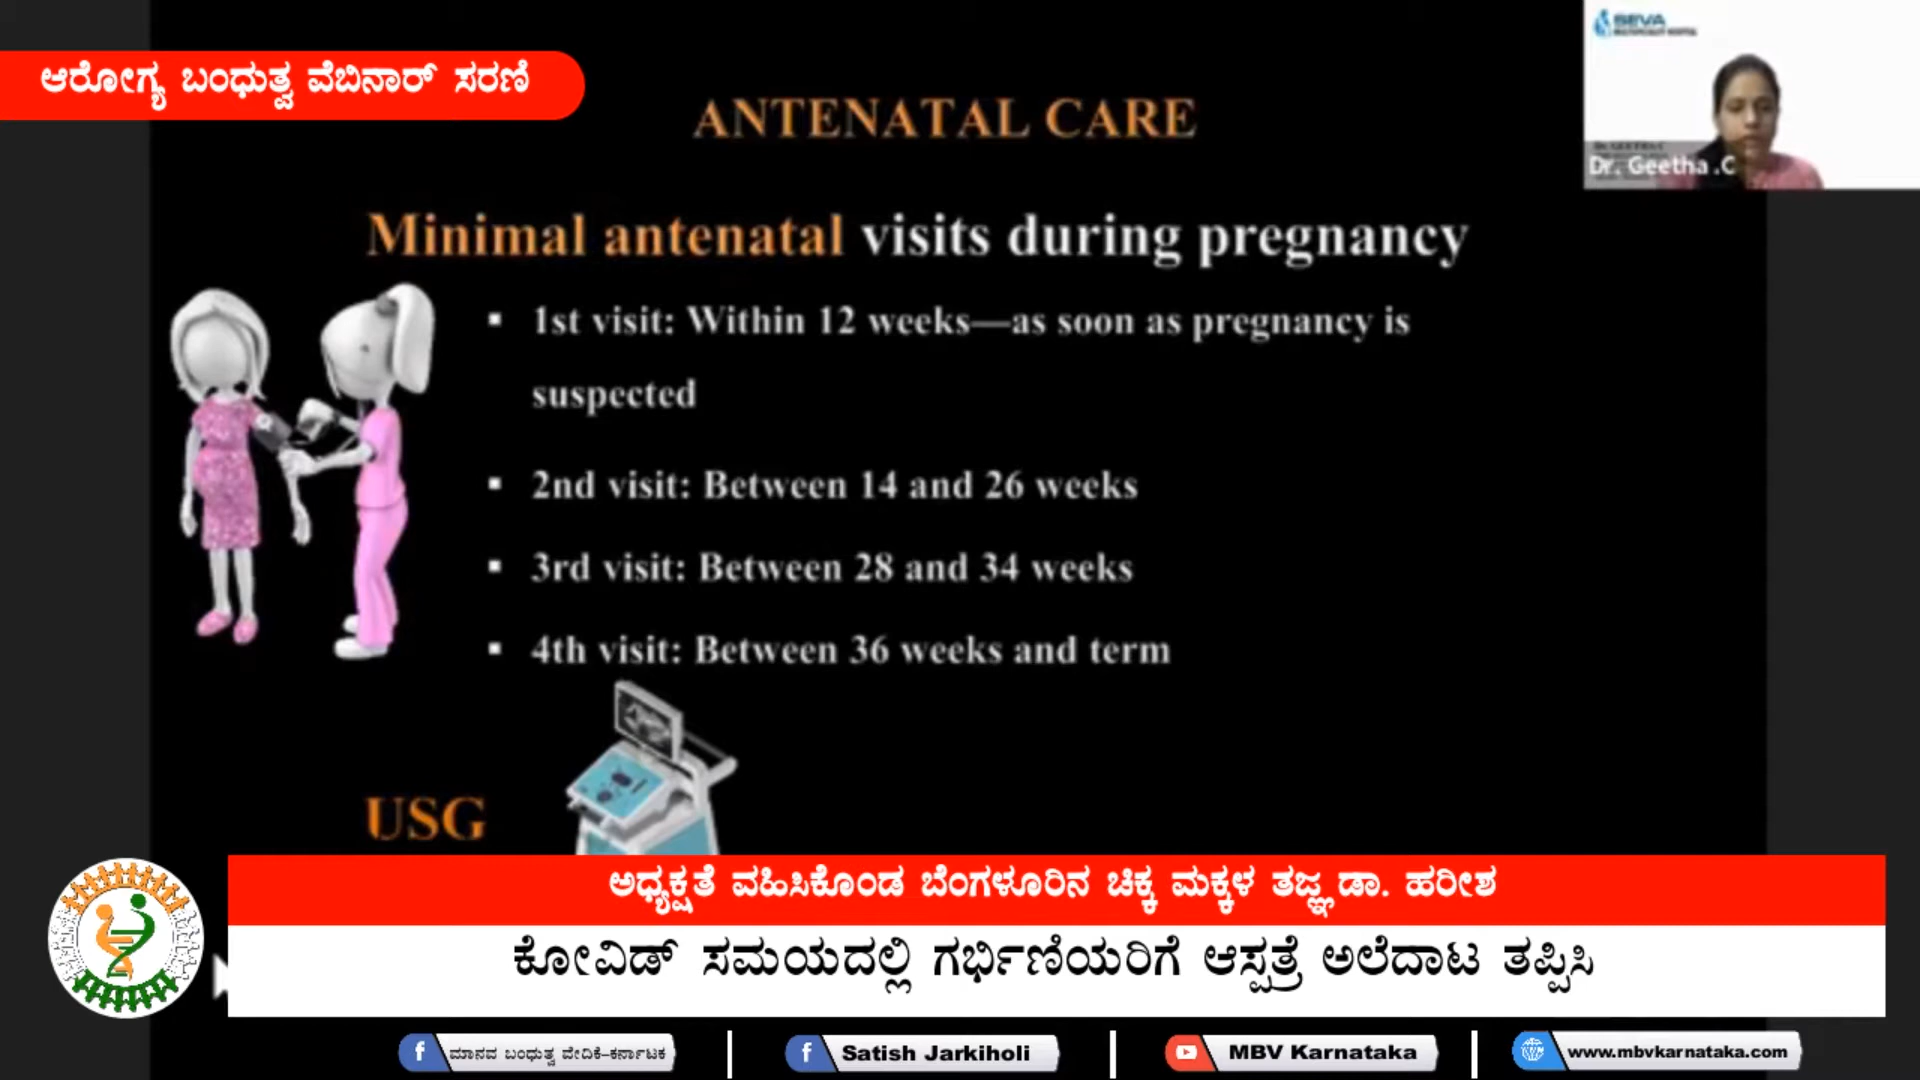 ಆರೋಗ್ಯ ಬಂಧುತ್ವ ವೆಬಿನಾರ್ ಸರಣಿ
SEVA
Dr. Geetha .C
ANTENATAL CARE
Minimal antenatal visits during pregnancy
▪ 1st visit: Within 12 weeks—as soon as pregnancy is
suspected
▪ 2nd visit: Between 14 and 26 weeks
▪ 3rd visit: Between 28 and 34 weeks
▪ 4th visit: Between 36 weeks and term
USG
ಅಧ್ಯಕ್ಷತೆ ವಹಿಸಿಕೊಂಡ ಬೆಂಗಳೂರಿನ ಚಿಕ್ಕ ಮಕ್ಕಳ ತಜ್ಞ ಡಾ. ಹರೀಶ
ಕೋವಿಡ್ ಸಮಯದಲ್ಲಿ ಗರ್ಭಿಣಿಯರಿಗೆ ಆಸ್ಪತ್ರೆ ಅಲೆದಾಟ ತಪ್ಪಿಸಿ
ಮಾನವ ಬಂಧುತ್ವ ವೇದಿಕೆ-ಕರ್ನಾಟಕ
Satish Jarkiholi
MBV Karnataka
www.mbvkarnataka.com